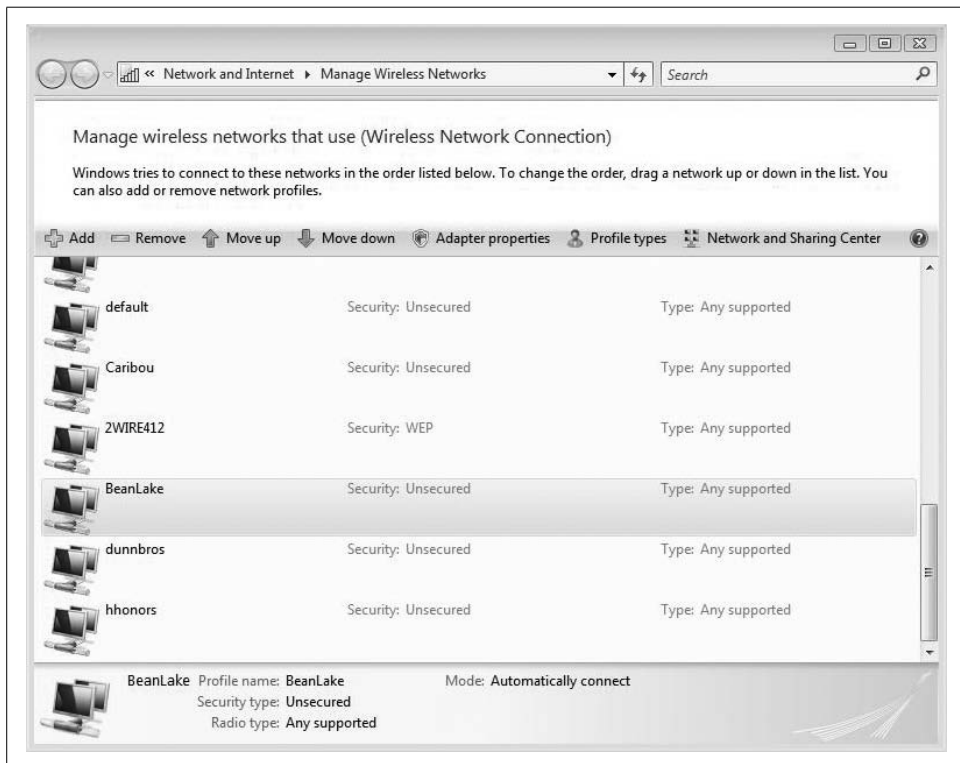 « Network and Internet ▸ Manage Wireless Networks Search
Manage wireless networks that use (Wireless Network Connection)
Windows tries to connect to these networks in the order listed below. To change the order, drag a network up or down in the list. You
can also add or remove network profiles.
Add Remove Move up Move down Adapter properties Profile types Network and Sharing Center
default Security: Unsecured Type: Any supported
Caribou Security: Unsecured Type: Any supported
2WIRE412 Security: WEP Type: Any supported
BeanLake Security: Unsecured Type: Any supported
dunnbros Security: Unsecured Type: Any supported
hhonors Security: Unsecured Type: Any supported
BeanLake Profile name: BeanLake Mode: Automatically connect
Security type: Unsecured
Radio type: Any supported